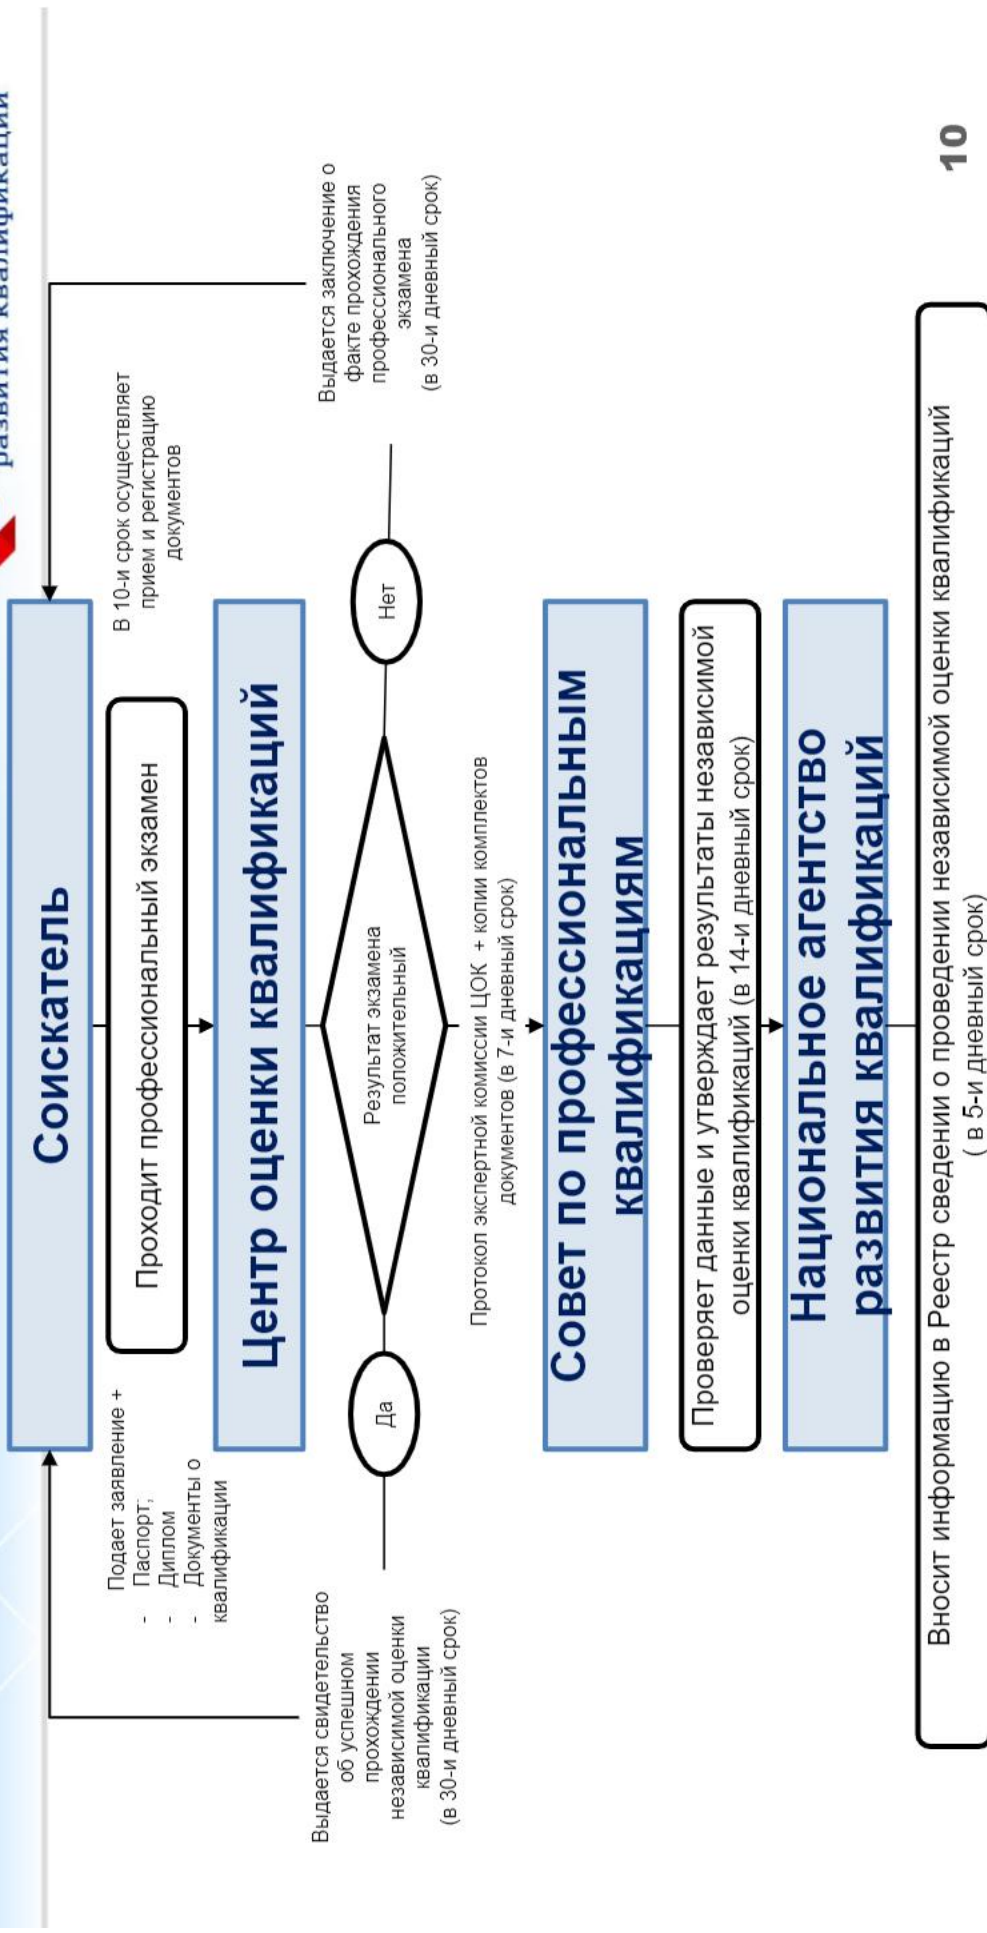 развития квалификаций
Соискатель
Подает заявление +
- Паспорт;
- Диплом
- Документы о
квалификации
Проходит профессиональный экзамен
В 10-и срок осуществляет
прием и регистрацию
документов
Центр оценки квалификаций
Выдается свидетельство
об успешном
прохождении
независимой оценки
квалификации
(в 30-и дневный срок)
Да
Результат экзамена
положительный
Нет
Выдается заключение о
факте прохождения
профессионального
экзамена
(в 30-и дневный срок)
Протокол экспертной комиссии ЦОК + копии комплектов
документов (в 7-и дневный срок)
Совет по профессиональным
квалификациям
Проверяет данные и утверждает результаты независимой
оценки квалификаций (в 14-и дневный срок)
Национальное агентство
развития квалификаций
Вносит информацию в Реестр сведении о проведении независимой оценки квалификаций
( в 5-и дневный срок)
10